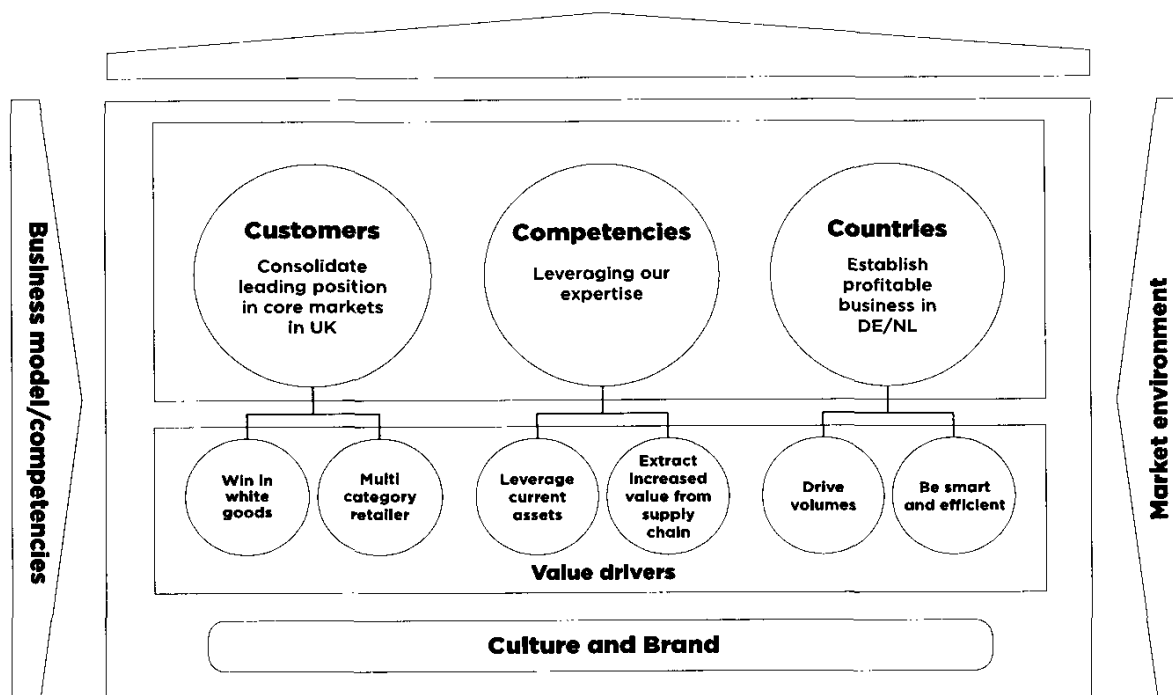 Business model/competencies
Customers
Consolidate
leading position
in core markets
in UK
Competencies
Leveraging our
expertise
Countries
Establish
profitable
business in
DE/NL
Win in
white
goods
Multi
category
retailer
Leverage
current
assets
Extract
increased
value from
supply
chain
Drive
volumes
Be smart
and efficient
Value drivers
Culture and Brand
Market environment